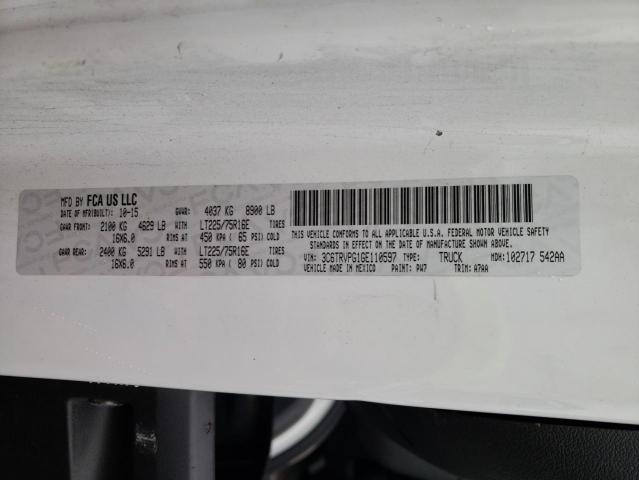 MFD BY FCA US LLC
DATE OF MFR(BUILT): 10-15 GVWR: 4037 KG 8900 LB
GAWR FRONT: 2100 KG 4629 LB LT225/75R16E TIRES
16X6.0 RIMS AT 450 KPA ( 65 PSI) COLD
GAWR REAR: 2400 KG 5291 LB LT225/75R16E TIRES
16X6.0 RIMS AT 550 KPA ( 80 PSI) COLD
THIS VEHICLE CONFORMS TO ALL APPLICABLE U.S.A. FEDERAL MOTOR VEHICLE SAFETY
STANDARDS IN EFFECT ON THE DATE OF MANUFACTURE SHOWN ABOVE.
VIN: 3C6TRVPG1GE110597 TYPE: TRUCK MDH: 102717 542AA
MADE IN MEXICO PAINT: PW7 TRIM: A7AA